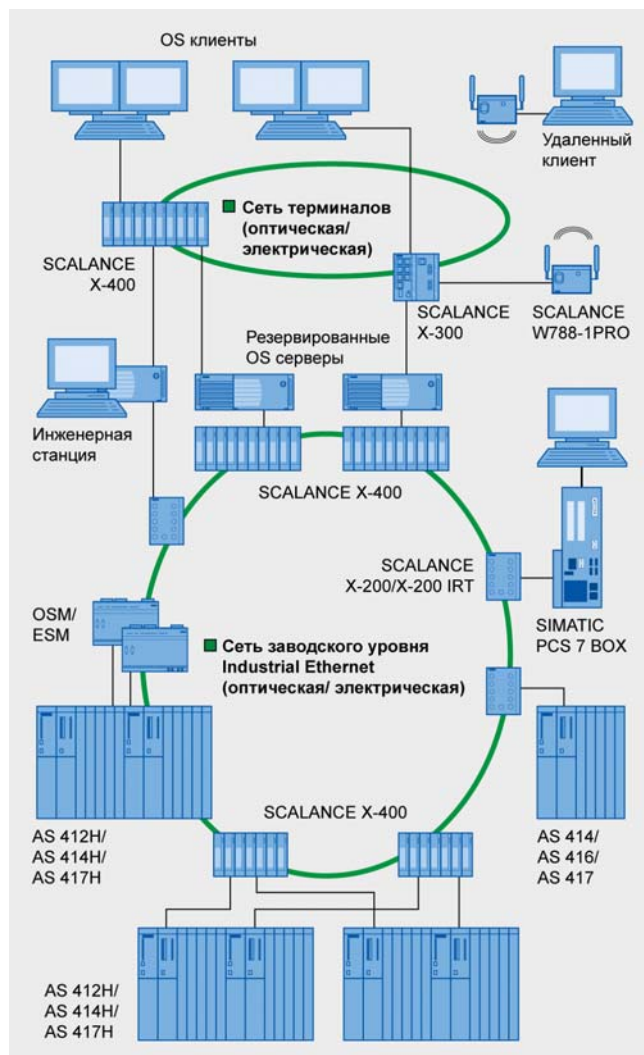 OS клиенты
Удаленный
клиент
Сеть терминалов
(оптическая/
электрическая)
SCALANCE
X-400
SCALANCE
X-300
SCALANCE
W788-1PRO
Резервированные
OS серверы
Инженерная
станция
SCALANCE X-400
SCALANCE
X-200/X-200 IRT
SIMATIC
PCS 7 BOX
OSM/
ESM
Сеть заводского уровня
Industrial Ethernet
(оптическая/ электрическая)
AS 412H/
AS 414H/
AS 417H
SCALANCE X-400
AS 414/
AS 416/
AS 417
AS 412H/
AS 414H/
AS 417H